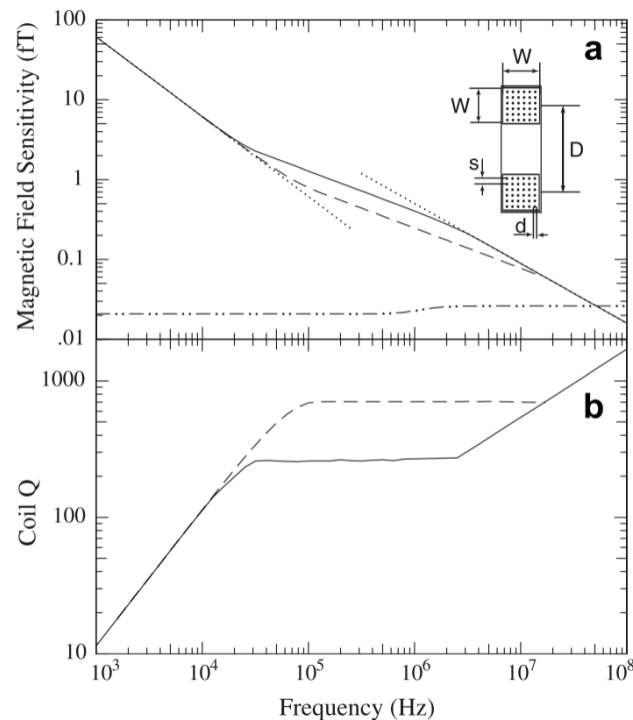 Magnetic Field Sensitivity (fT)
100
10
1
0.1
.01
a
W
W
D
s
d
Coil Q
1000
100
10
b
10³ 10⁴ 10⁵ 10⁶ 10⁷ 10⁸
Frequency (Hz)